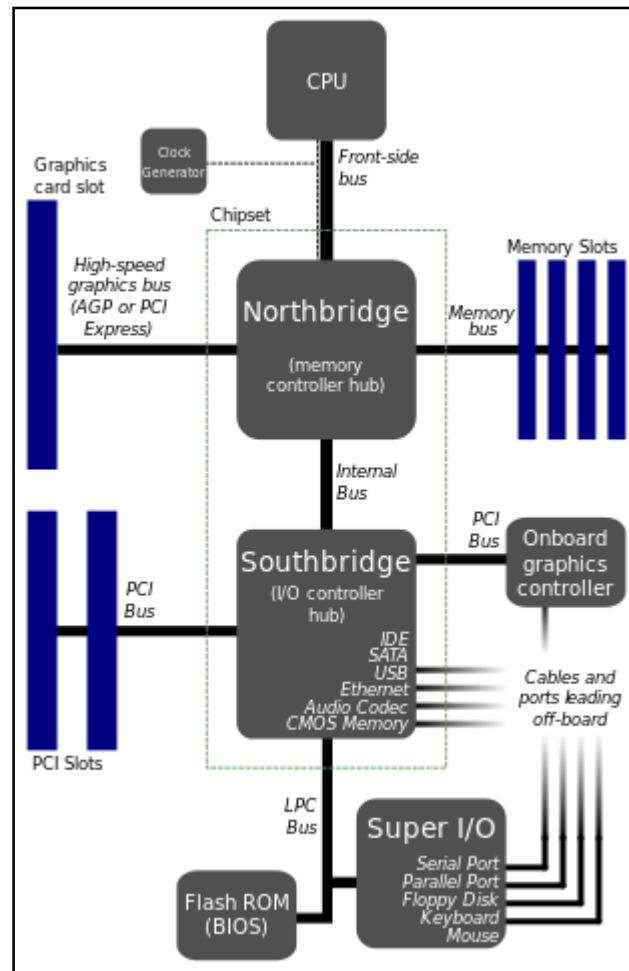 CPU
Clock
Generator
Front-side
bus
Graphics
card slot
Chipset
High-speed
graphics bus
(AGP or PCI
Express)
Northbridge
(memory
controller hub)
Memory
bus
Memory Slots
Internal
Bus
PCI
Bus
Southbridge
(I/O controller
hub)
IDE
SATA
USB
Ethernet
Audio Codec
CMOS Memory
PCI
Bus
Onboard
graphics
controller
Cables and
ports leading
off-board
PCI Slots
LPC
Bus
Super I/O
Serial Port
Parallel Port
Floppy Disk
Keyboard
Mouse
Flash ROM
(BIOS)